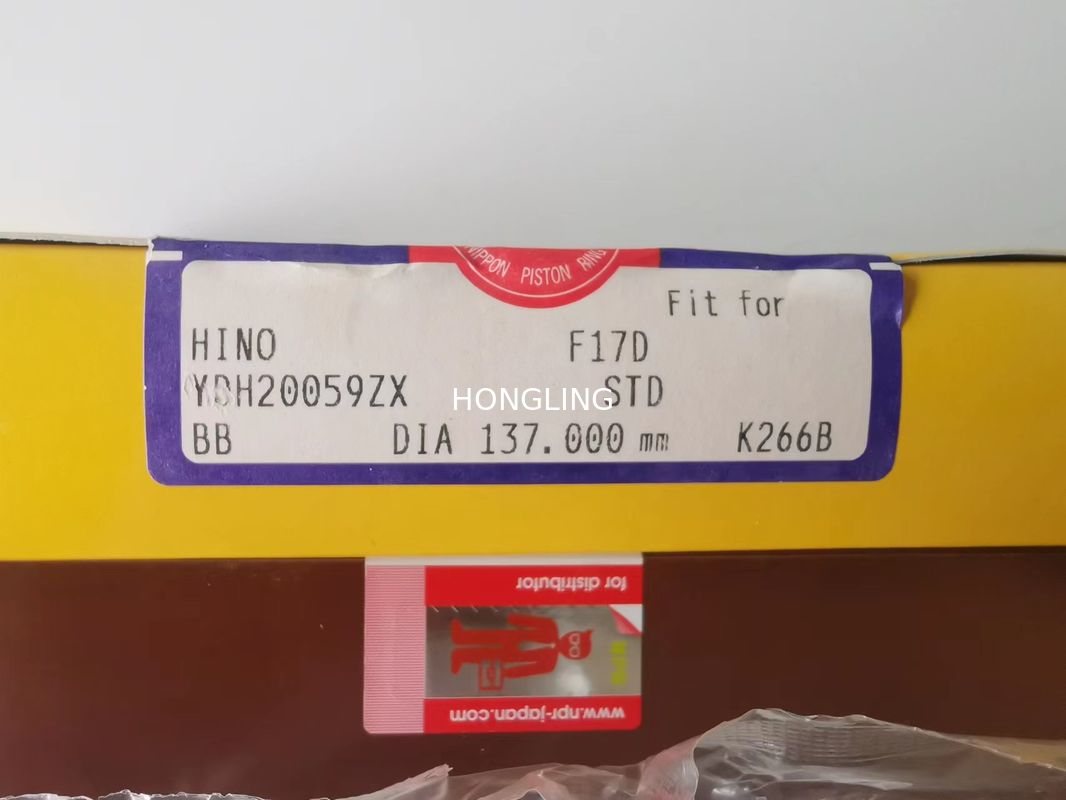 NIPPON PISTON RING
Fit for
HINO F17D
STD
HONGLING
BB DIA 137.000 mm K266B
for distributor
www.npr-japan.com